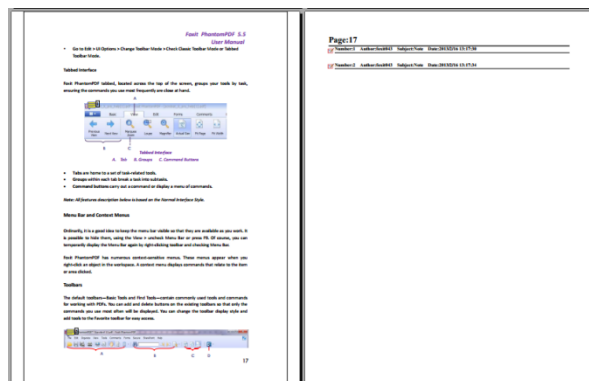 Foxit PhantomPDF 5.5
User Manual
• Go to Edit > UI Options > Change Toolbar Mode > Check Classic Toolbar Mode or Tabbed
Toolbar Mode.
Tabbed Interface
Foxit PhantomPDF tabbed, located across the top of the screen, groups your tools by task,
ensuring the commands you use most frequently are close at hand.
A
B
C
Tabbed Interface
A. Tab B. Groups C. Command Buttons
• Tabs are home to a set of task-related tools.
• Groups within each tab break a task into subtasks.
• Command buttons carry out a command or display a menu of commands.
Note: All features description below is based on the Normal Interface Style.
Menu Bar and Context Menus
Ordinarily, it is a good idea to keep the menu bar visible so that they are available as you work. It
is possible to hide them, using the View > uncheck Menu Bar or press F9. Of course, you can
temporarily display the Menu Bar again by right-clicking toolbar and checking Menu Bar.
Foxit PhantomPDF has numerous context-sensitive menus. These menus appear when you
right-click an object in the workspace. A context menu displays commands that relate to the item
or area clicked.
Toolbars
The default toolbars—Basic Tools and Find Tools—contain commonly used tools and commands
for working with PDFs. You can add and delete buttons on the existing toolbars so that only the
commands you use most often will be displayed. You can change the toolbar display style and
add tools to the Favorite toolbar for easy access.
A B C D
17
Page:17
Number:1 Author:foxit943 Subject:Note Date:2013/2/16 13:17:30
Number:2 Author:foxit943 Subject:Note Date:2013/2/16 13:17:34